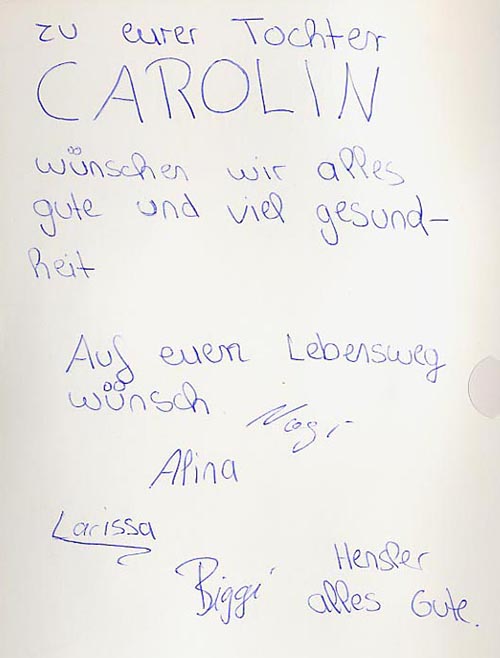 zu eurer Tochter
CAROLIN
wünschen wir alles
gute und viel gesund-
heit
Auf euern Lebensweg
wünsch
Alina
Larissa
Biggi Hensler
alles Gute.